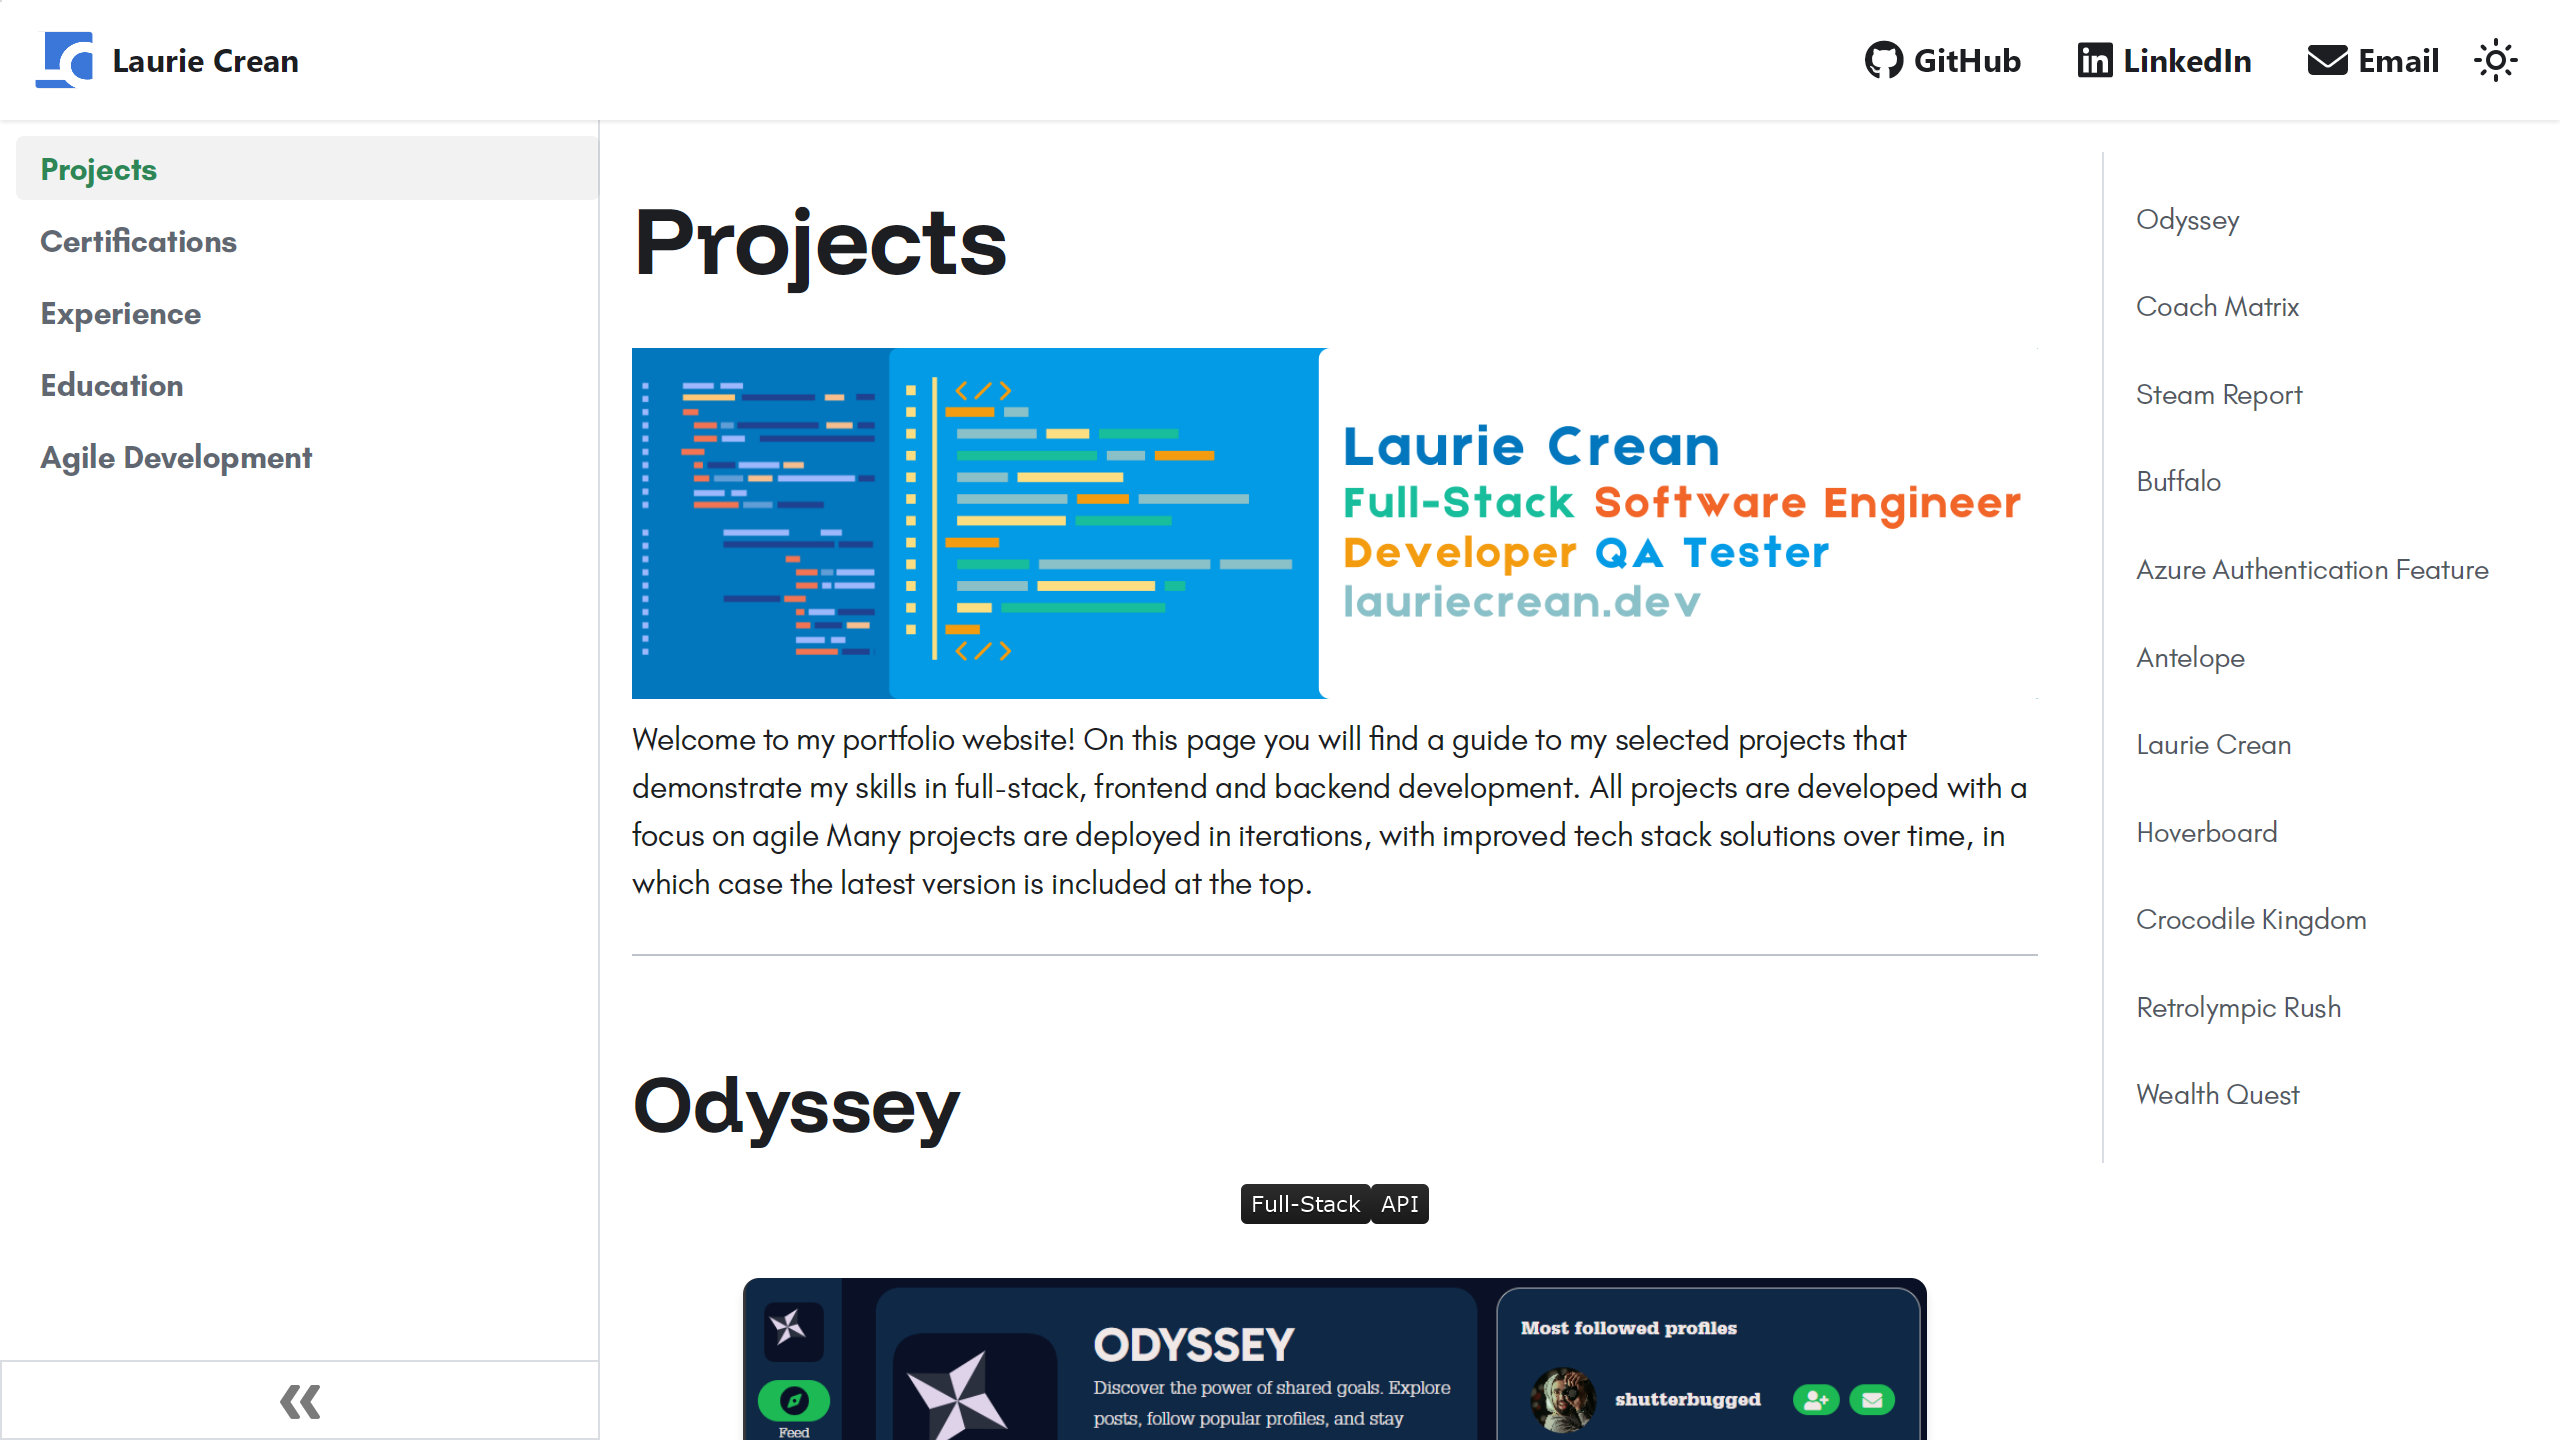 Laurie Crean
GitHub
LinkedIn
Email
Projects
Certifications
Experience
Education
Agile Development
Projects
Laurie Crean
Full-Stack Software Engineer
Developer QA Tester
lauriecrean.dev
Welcome to my portfolio website! On this page you will find a guide to my selected projects that
demonstrate my skills in full-stack, frontend and backend development. All projects are developed with a
focus on agile Many projects are deployed in iterations, with improved tech stack solutions over time, in
which case the latest version is included at the top.
Odyssey
Full-Stack API
ODYSSEY
Discover the power of shared goals. Explore
posts, follow popular profiles, and stay
Feed
Most followed profiles
shutterbugged
Odyssey
Coach Matrix
Steam Report
Buffalo
Azure Authentication Feature
Antelope
Laurie Crean
Hoverboard
Crocodile Kingdom
Retrolympic Rush
Wealth Quest